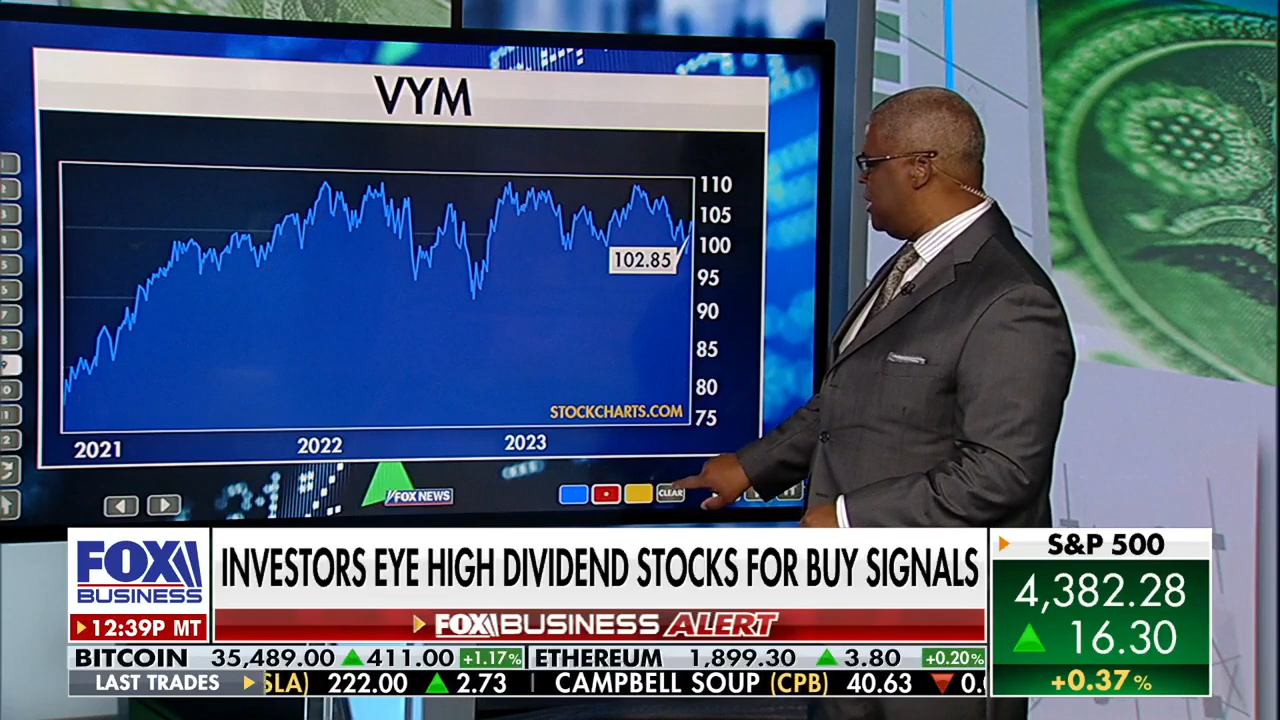 VYM
110
105
100
95
90
85
80
75
102.85
STOCKCHARTS.COM
2021
2022
2023
FOX NEWS
CLEAR
FOX
BUSINESS
12:39P MT
INVESTORS EYE HIGH DIVIDEND STOCKS FOR BUY SIGNALS
FOX BUSINESS ALERT
S&P 500
4,382.28
16.30
+0.37%
BITCOIN 35,489.00 411.00 +1.17% ETHEREUM 1,899.30 3.80 +0.20%
LAST TRADES SLA) 222.00 2.73 CAMPBELL SOUP (CPB) 40.63 0.